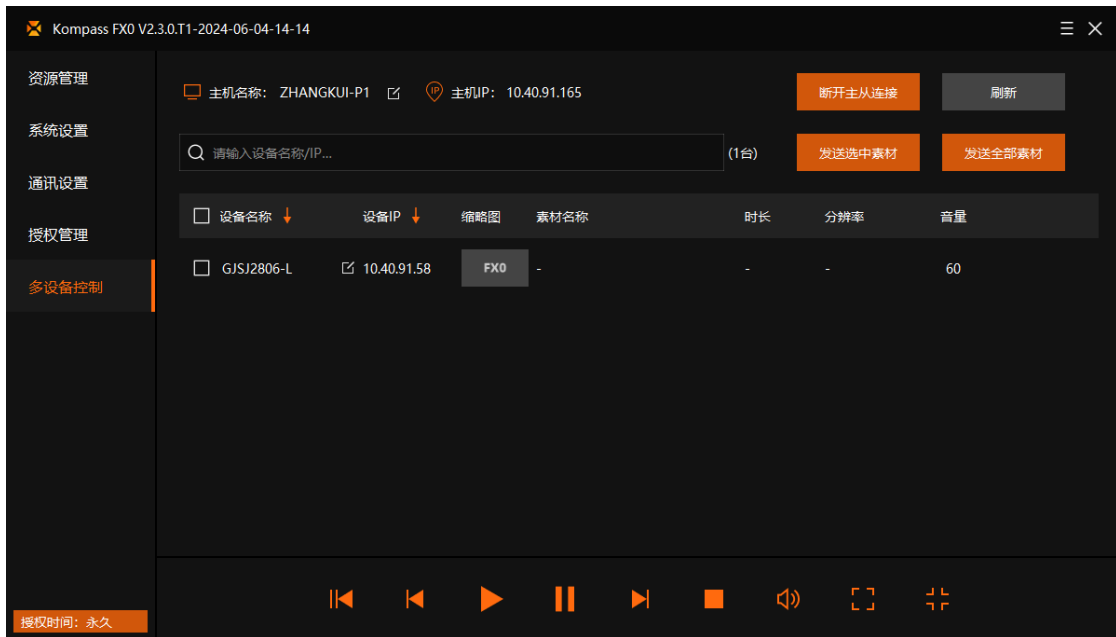 Kompass FX0 V2.3.0.T1-2024-06-04-14-14
资源管理
系统设置
通讯设置
授权管理
多设备控制
主机名称: ZHANGKUI-P1 IP 主机IP: 10.40.91.165 断开主从连接 刷新
请输入设备名称/IP... (1台) 发送选中素材 发送全部素材
设备名称 设备IP 缩略图 素材名称 时长 分辨率 音量
GJSJ2806-L 10.40.91.58 FX0 - - - 60
授权时间: 永久